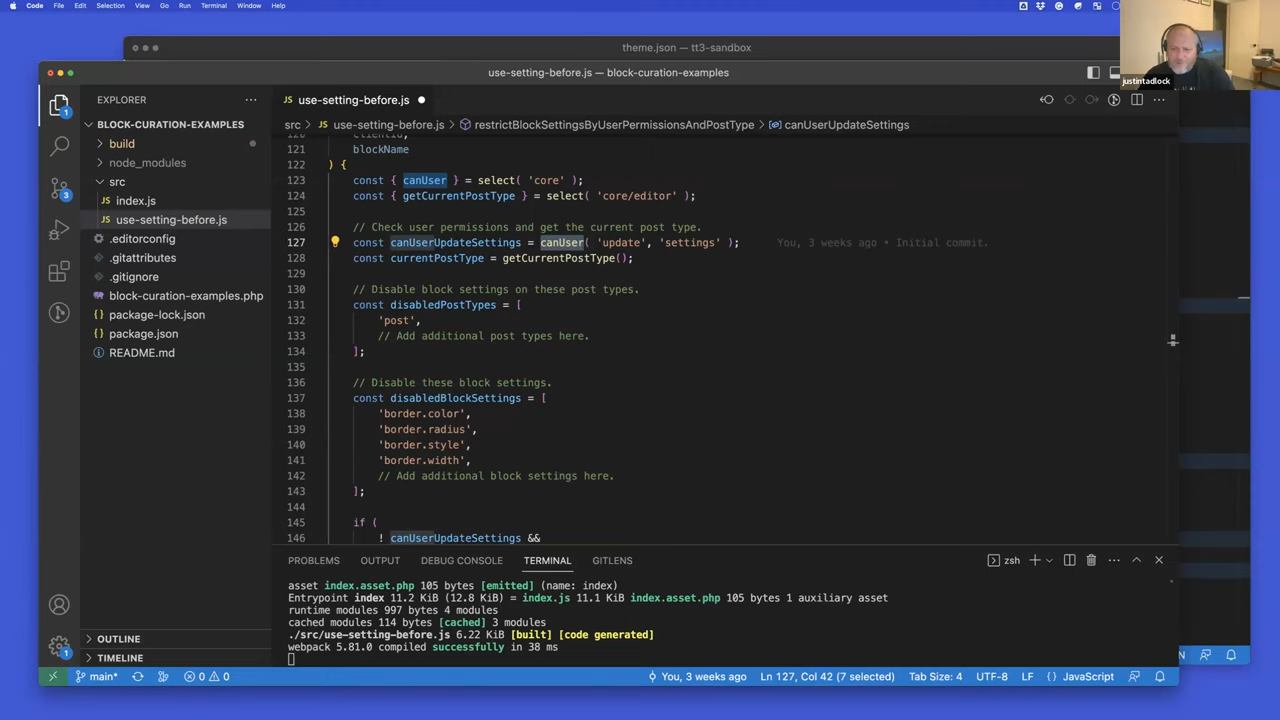 Code File Edit Selection View Go Run Terminal Window Help
theme.json — tt3-sandbox
use-setting-before.js — block-curation-examples
justintadlock
EXPLORER
use-setting-before.js
BLOCK-CURATION-EXAMPLES
src > use-setting-before.js > restrictBlockSettingsByUserPermissionsAndPostType > canUserUpdateSettings
build
node_modules
src
index.js
use-setting-before.js
.editorconfig
.gitattributes
.gitignore
block-curation-examples.php
package-lock.json
package.json
README.md
OUTLINE
TIMELINE
1
3
1
121 blockName
122 ) {
123 const { canUser } = select( 'core' );
124 const { getCurrentPostType } = select( 'core/editor' );
125
126 // Check user permissions and get the current post type.
127 const canUserUpdateSettings = canUser( 'update', 'settings' ); You, 3 weeks ago • Initial commit.
128 const currentPostType = getCurrentPostType();
129
130 // Disable block settings on these post types.
131 const disabledPostTypes = [
132 'post',
133 // Add additional post types here.
134 ];
135
136 // Disable these block settings.
137 const disabledBlockSettings = [
138 'border.color',
139 'border.radius',
140 'border.style',
141 'border.width',
142 // Add additional block settings here.
143 ];
144
145 if (
146 ! canUserUpdateSettings &&
PROBLEMS OUTPUT DEBUG CONSOLE TERMINAL GITLENS
zsh
asset index.asset.php 105 bytes [emitted] (name: index)
Entrypoint index 11.2 KiB (12.8 KiB) = index.js 11.1 KiB index.asset.php 105 bytes 1 auxiliary asset
runtime modules 997 bytes 4 modules
cached modules 114 bytes [cached] 3 modules
./src/use-setting-before.js 6.22 KiB [built] [code generated]
webpack 5.81.0 compiled successfully in 38 ms
main* 0 0 You, 3 weeks ago Ln 127, Col 42 (7 selected) Tab Size: 4 UTF-8 LF { } JavaScript